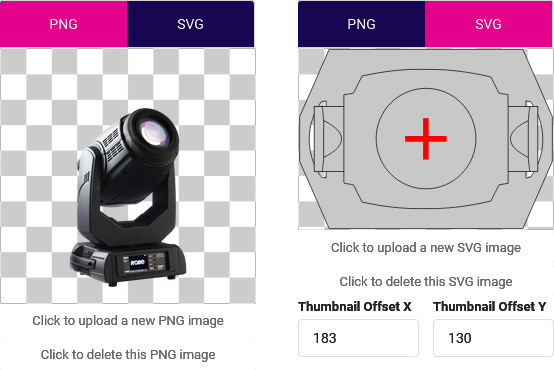 PNG
SVG
ROBE
Click to upload a new PNG image
Click to delete this PNG image
PNG
SVG
Click to upload a new SVG image
Click to delete this SVG image
Thumbnail Offset X
Thumbnail Offset Y
183
130